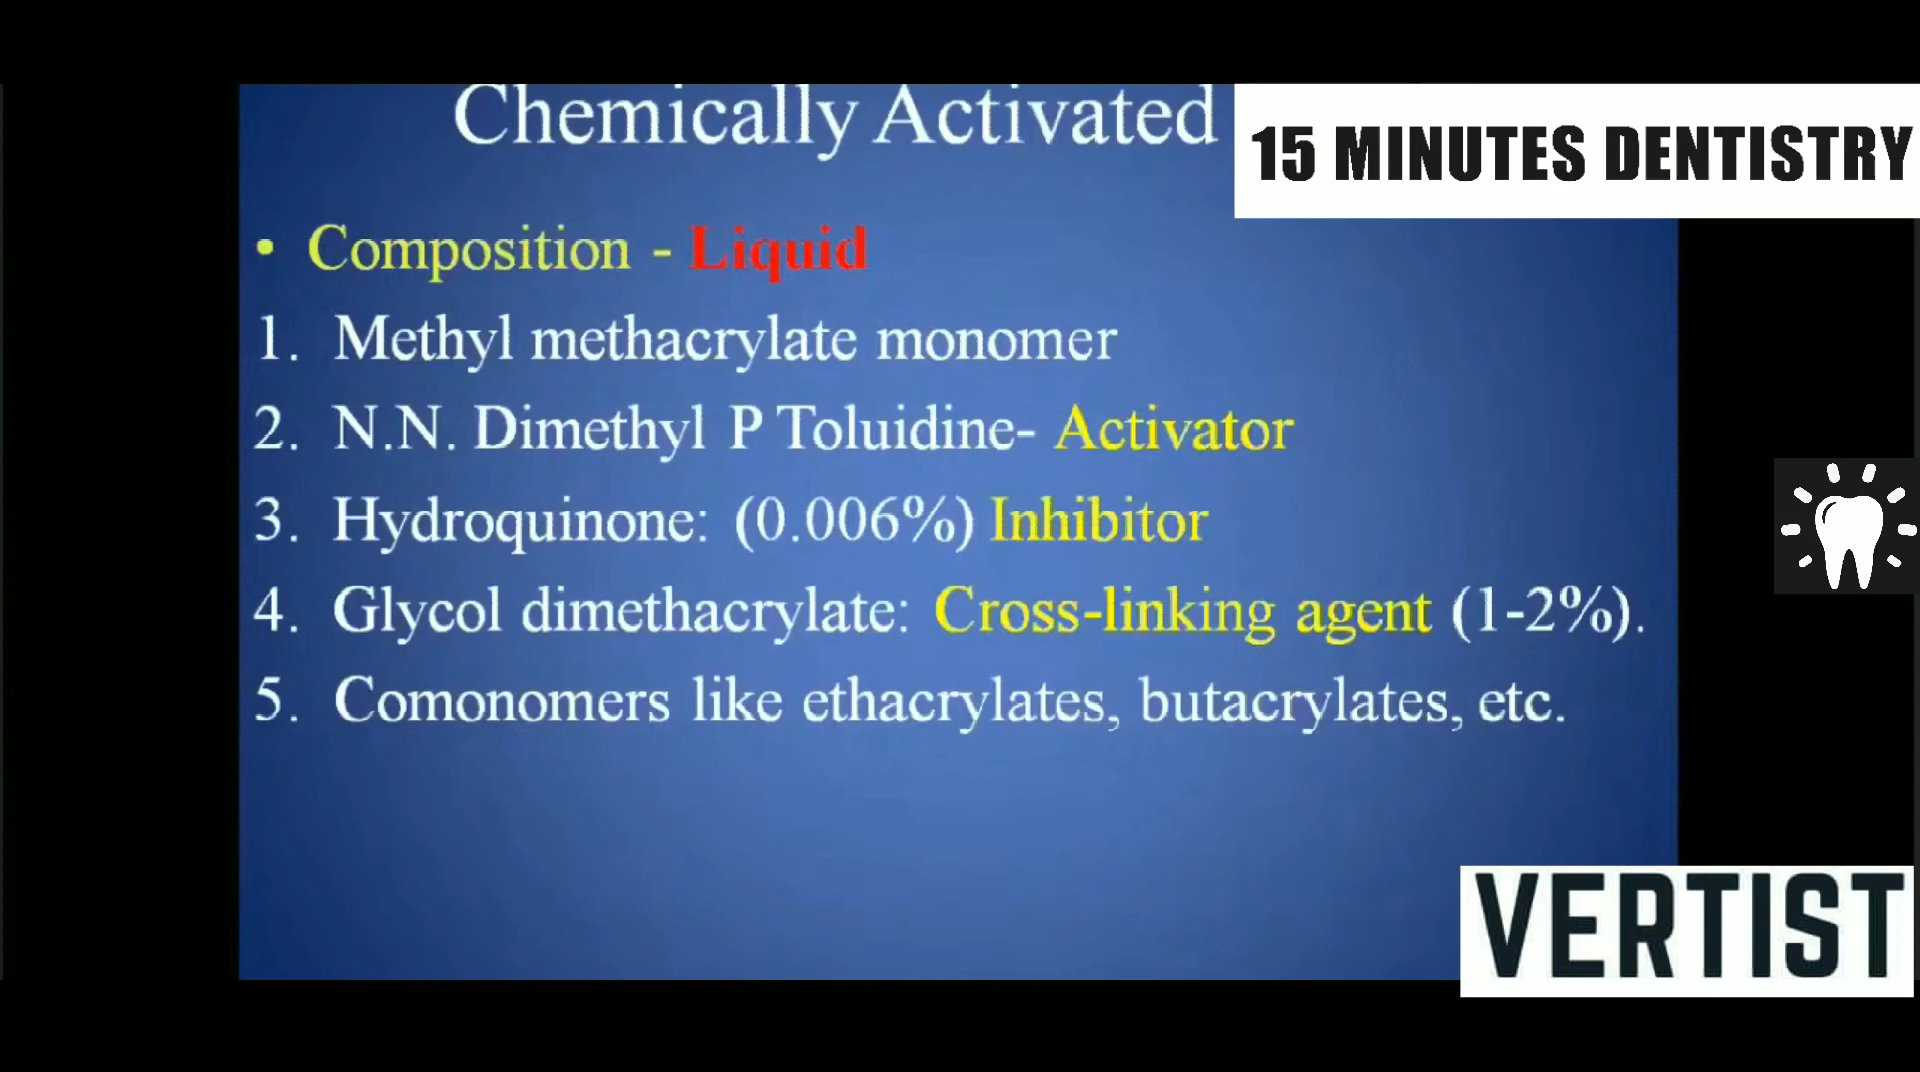 Chemically Activated
15 MINUTES DENTISTRY
• Composition - Liquid
1. Methyl methacrylate monomer
2. N.N. Dimethyl P Toluidine- Activator
3. Hydroquinone: (0.006%) Inhibitor
4. Glycol dimethacrylate: Cross-linking agent (1-2%).
5. Comonomers like ethacrylates, butacrylates, etc.
VERTIST